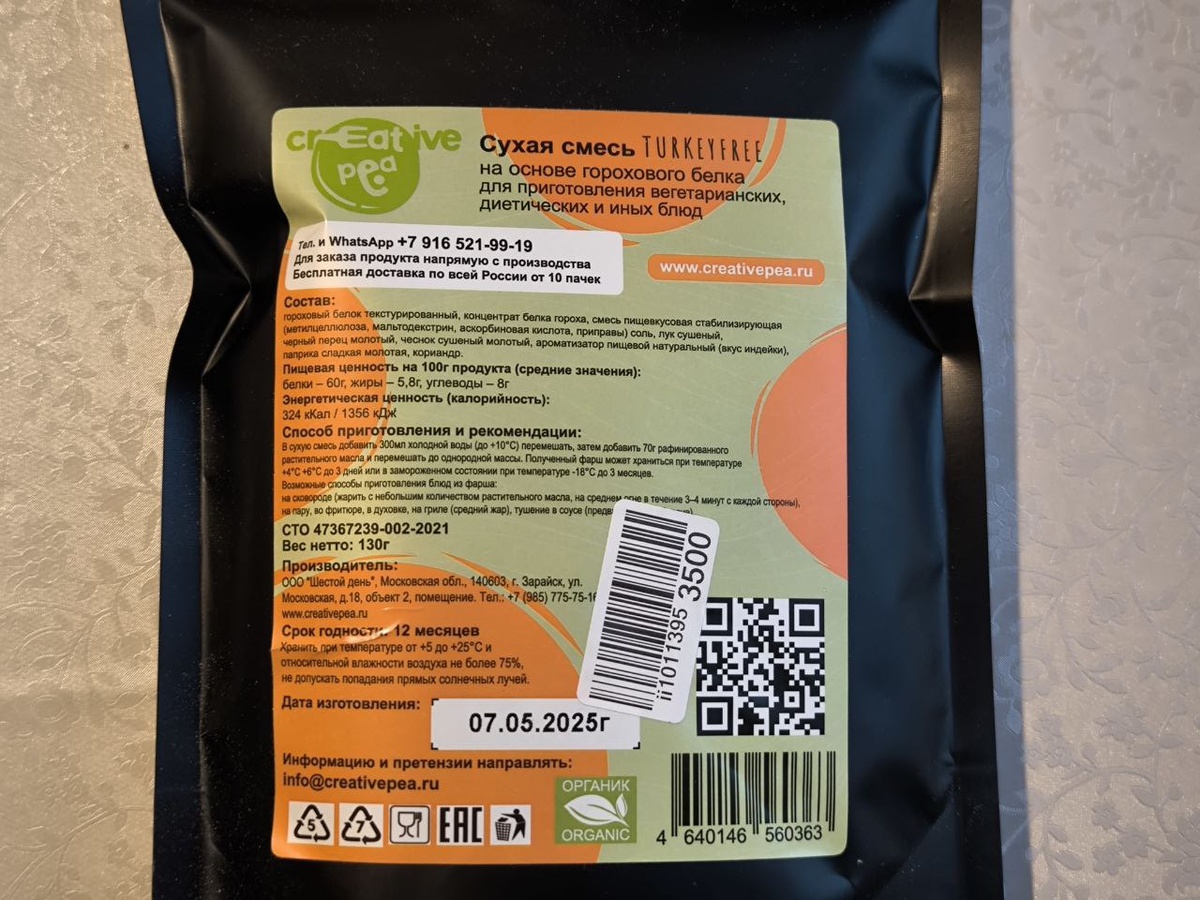 crEative
pea
Сухая смесь TURKEYFREE
на основе горохового белка
для приготовления вегетарианских,
диетических и иных блюд
Тел. и WhatsApp +7 916 521-99-19
Для заказа продукта напрямую с производства
Бесплатная доставка по всей России от 10 пачек
www.creativepea.ru
Состав:
гороховый белок текстурированный, концентрат белка гороха, смесь пищевкусовая стабилизирующая
(метилцеллюлоза, мальтодекстрин, аскорбиновая кислота, приправы) соль, лук сушеный,
черный перец молотый, чеснок сушеный молотый, ароматизатор пищевой натуральный (вкус индейки),
паприка сладкая молотая, кориандр.
Пищевая ценность на 100г продукта (средние значения):
белки – 60г, жиры – 5,8г, углеводы – 8г
Энергетическая ценность (калорийность):
324 кКал / 1356 кДж
Способ приготовления и рекомендации:
В сухую смесь добавить 300мл холодной воды (до +10°С) перемешать, затем добавить 70г рафинированного
растительного масла и перемешать до однородной массы. Полученный фарш может храниться при температуре
+4°С +6°С до 3 дней или в замороженном состоянии при температуре -18°С до 3 месяцев.
Возможные способы приготовления блюд из фарша:
на сковороде (жарить с небольшим количеством растительного масла, на среднем огне в течение 3–4 минут с каждой стороны),
на пару, во фритюре, в духовке, на гриле (средний жар), тушение в соусе
СТО 47367239-002-2021
Вес нетто: 130г
Производитель:
ООО "Шестой день", Московская обл., 140603, г. Зарайск, ул.
Московская, д.18, объект 2, помещение. Тел.: +7 (985) 775-75-16
www.creativepea.ru
Срок годности: 12 месяцев
Хранить при температуре от +5 до +25°С и
относительной влажности воздуха не более 75%,
не допускать попадания прямых солнечных лучей.
Дата изготовления:
07.05.2025г
ii1011395 3500
Информацию и претензии направлять:
info@creativepea.ru
5
7
EAC
ОРГАНИК
ORGANIC
4 640146 560363